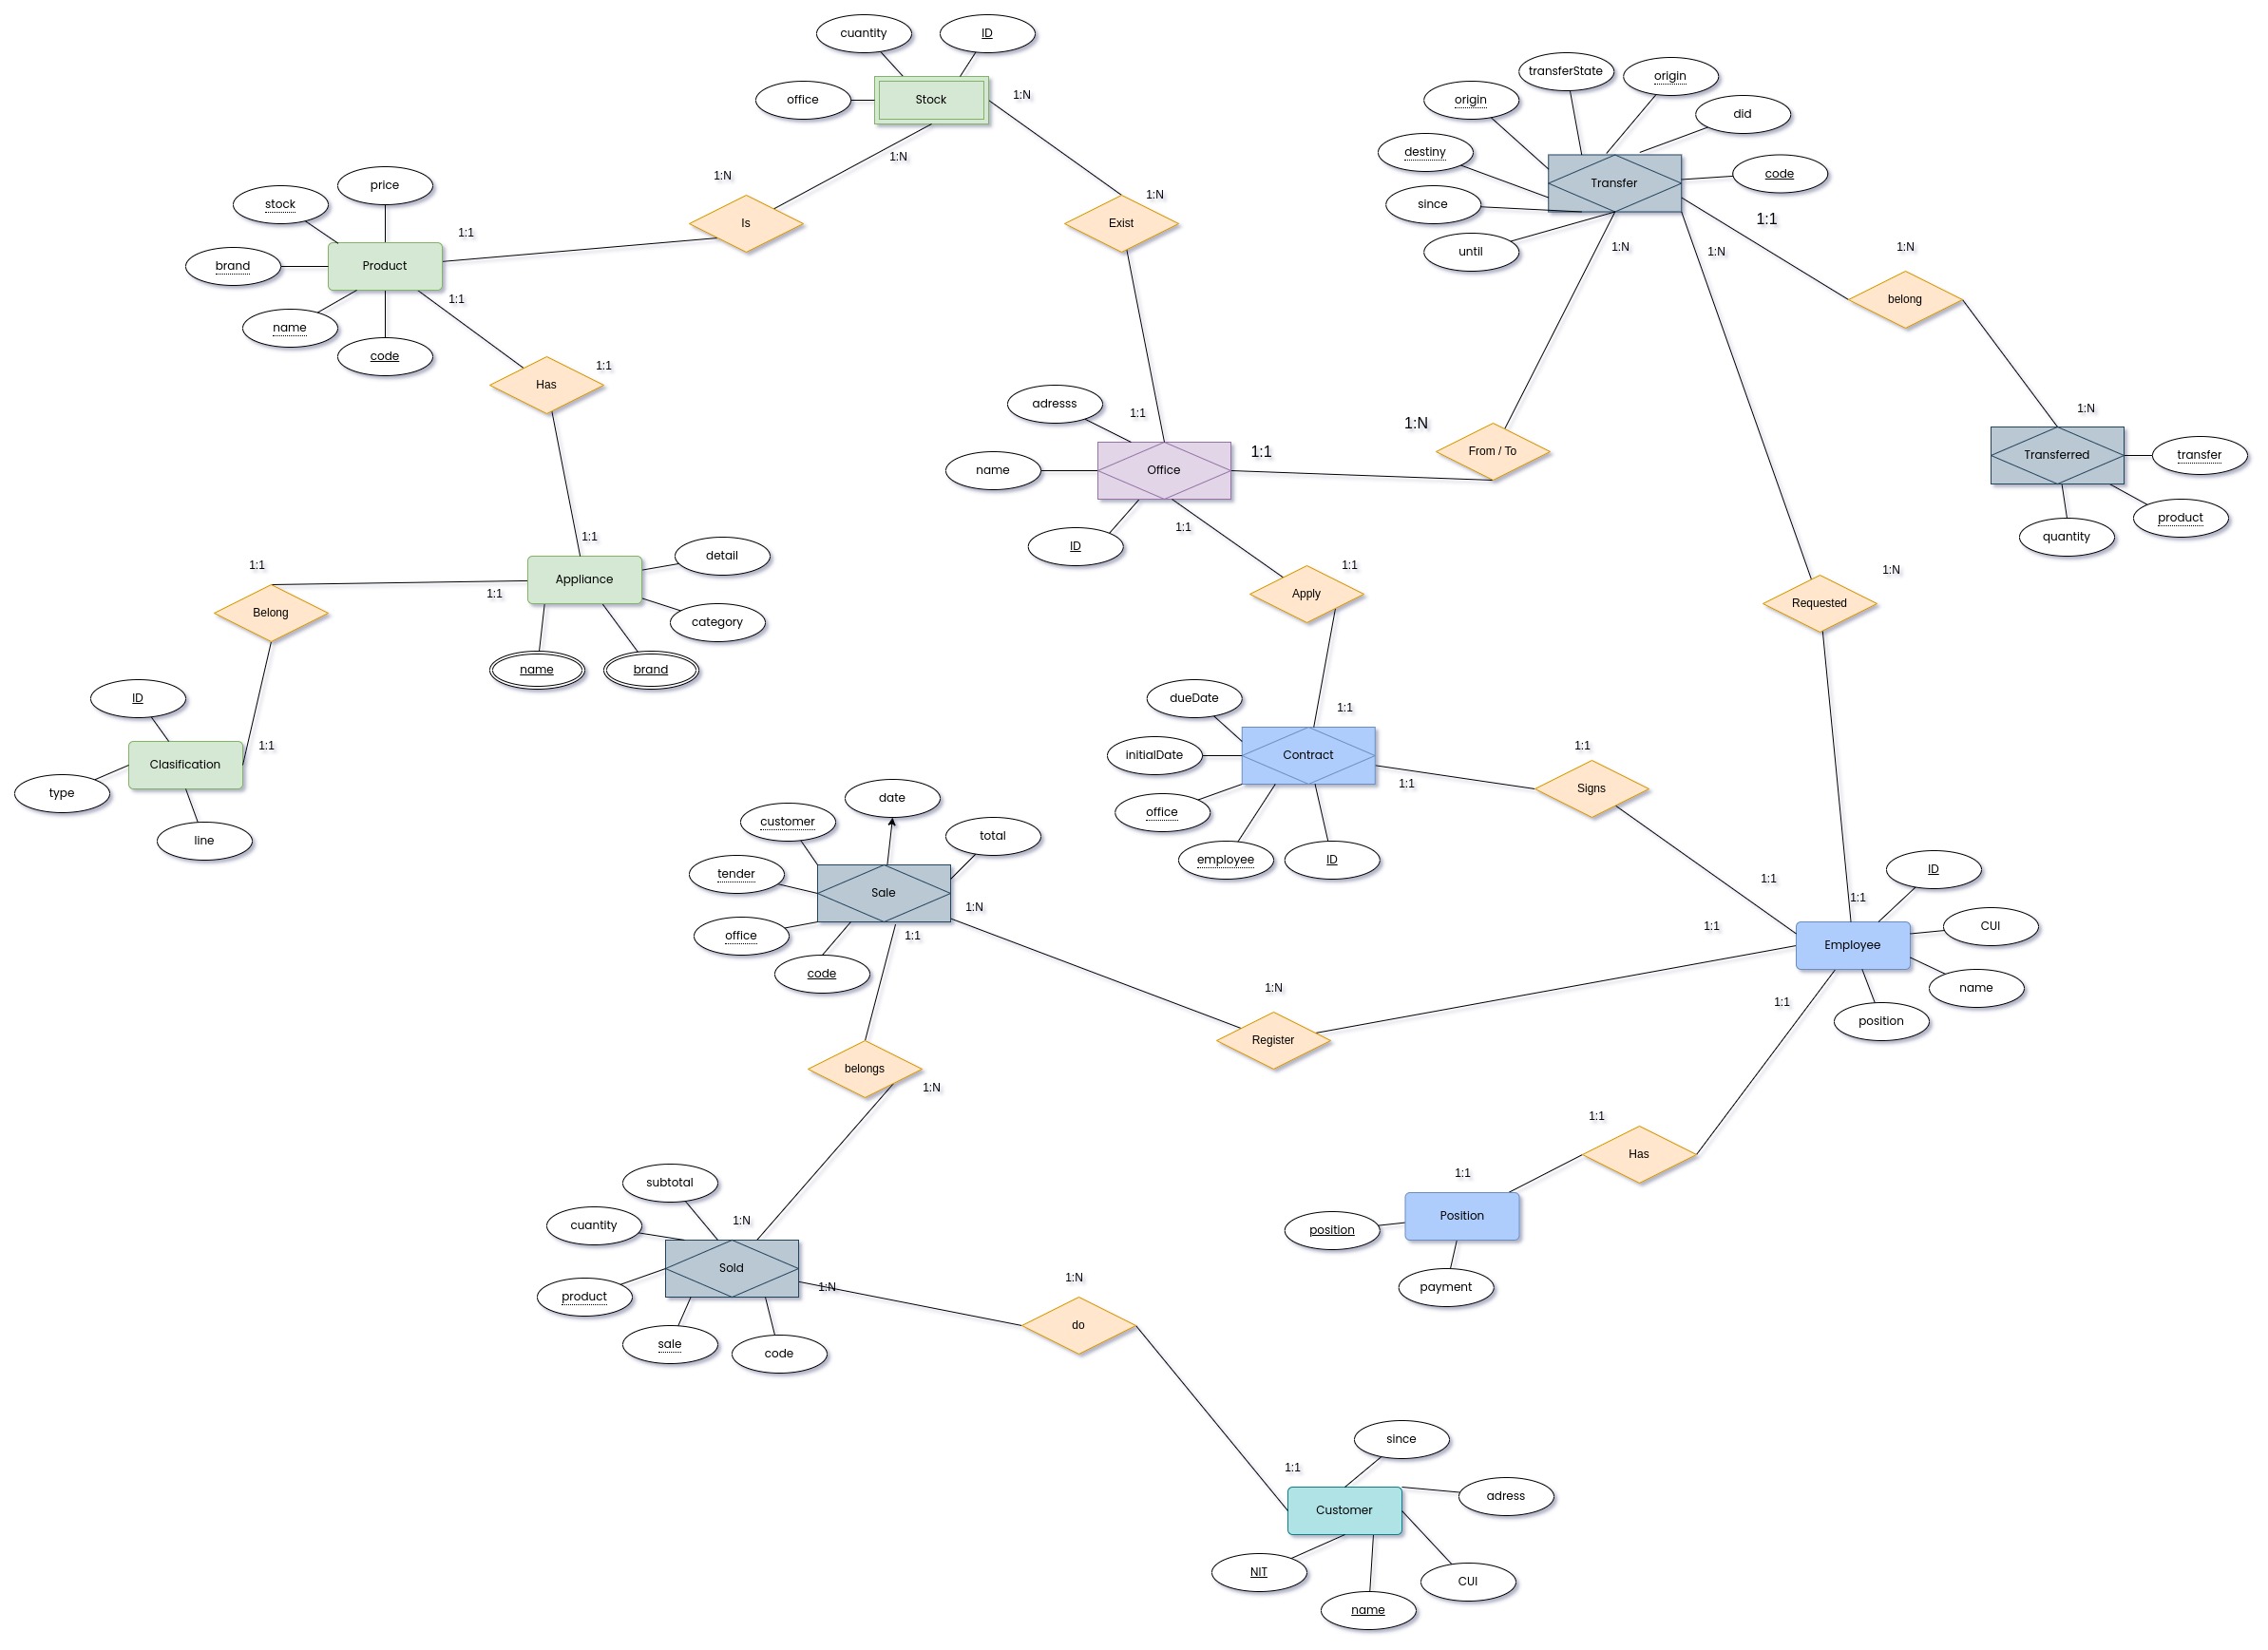 cuantity
ID
office
Stock
1:N
1:N
1:N
Is
1:N
Exist
transferState
origin
origin
did
destiny
Transfer
code
since
until
1:1
1:N
1:N
1:N
belong
price
stock
1:1
brand
Product
name
code
1:1
Has
1:1
adresss
1:1
name
Office
1:1
ID
1:1
1:N
From / To
1:N
Transferred
transfer
product
quantity
1:N
Requested
1:1
Apply
1:1
1:1
Belong
1:1
1:1
Appliance
detail
category
name
brand
ID
Clasification
1:1
type
line
dueDate
initialDate
Contract
office
employee
ID
1:1
1:1
Signs
1:1
1:1
1:1
date
customer
total
tender
Sale
office
code
1:N
1:1
1:N
Register
ID
CUI
Employee
name
position
1:1
belongs
1:N
1:1
Has
1:1
Position
position
payment
subtotal
cuantity
1:N
Sold
product
sale
code
1:N
1:N
do
1:1
since
adress
Customer
NIT
name
CUI